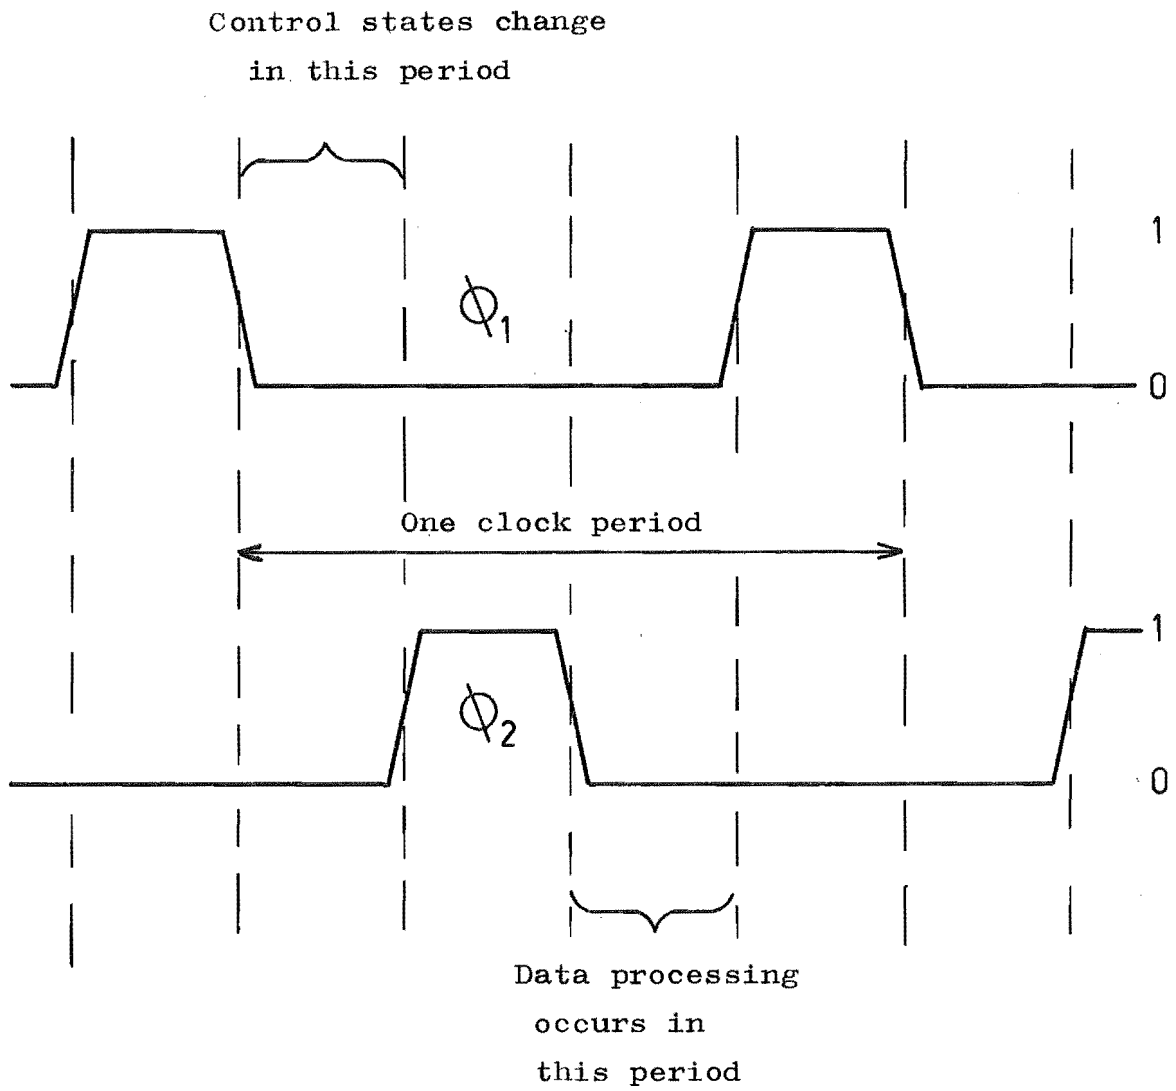 Control states change
in this period
1
ϕ1
0
One clock period
1
ϕ2
0
Data processing
occurs in
this period